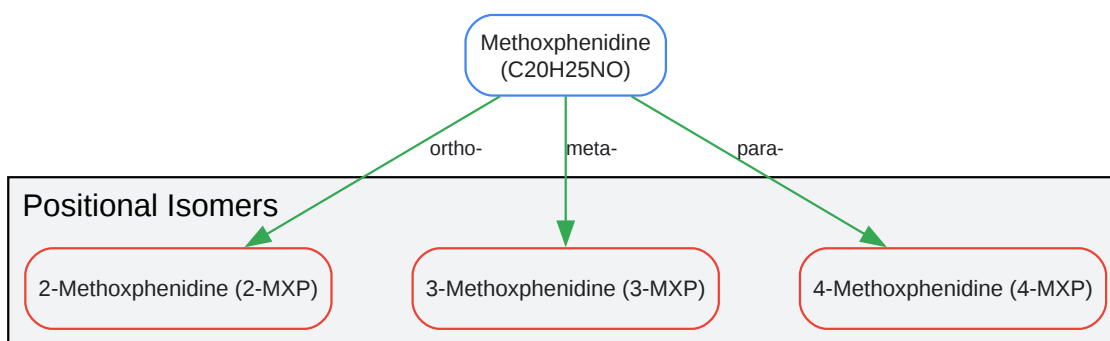 Methoxphenidine
(C20H25NO)
ortho-
meta-
para-
Positional Isomers
2-Methoxphenidine (2-MXP)
3-Methoxphenidine (3-MXP)
4-Methoxphenidine (4-MXP)